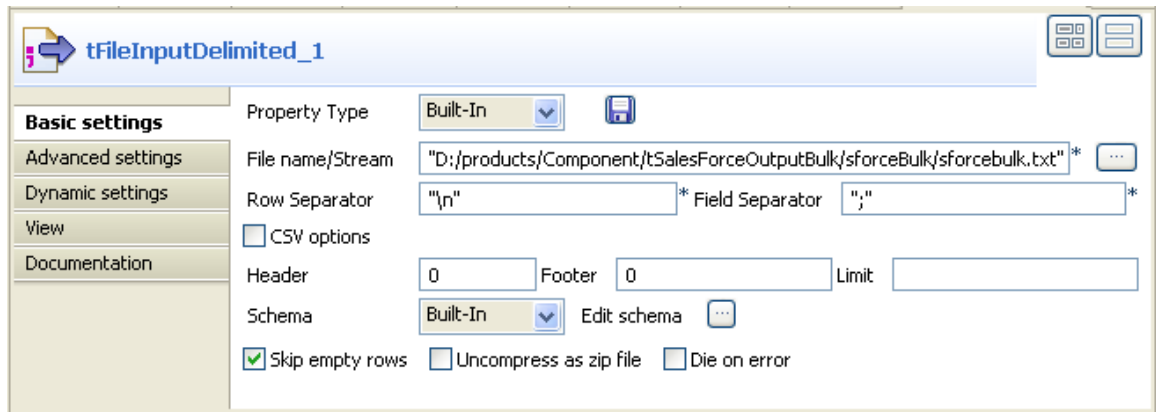 tFileInputDelimited_1
Basic settings
Advanced settings
Dynamic settings
View
Documentation
Property Type Built-In
File name/Stream "D:/products/Component/tSalesForceOutputBulk/sforceBulk/sforcebulk.txt" * ...
Row Separator "\n" * Field Separator ";" *
CSV options
Header 0 Footer 0 Limit
Schema Built-In Edit schema ...
Skip empty rows Uncompress as zip file Die on error